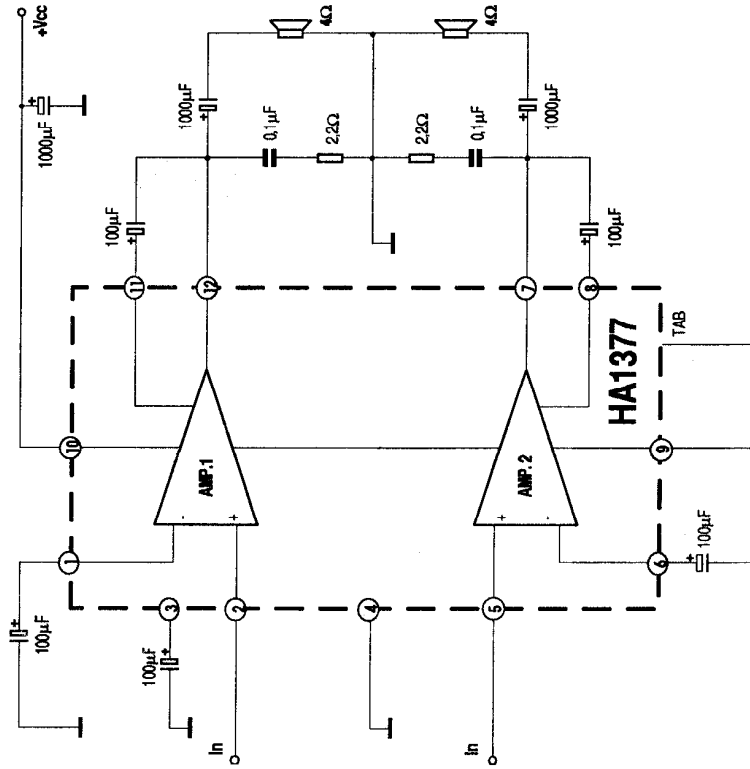 +Vcc
1000µF
+
4Ω
4Ω
1000µF
+
0,1µF
2,2Ω
2,2Ω
0,1µF
1000µF
+
100µF
+
100µF
+
11
12
7
8
10
AMP.1
-
+
AMP.2
+
-
HA1377
TAB
9
1
3
2
4
5
6
100µF
+
100µF
+
100µF
+
In
In